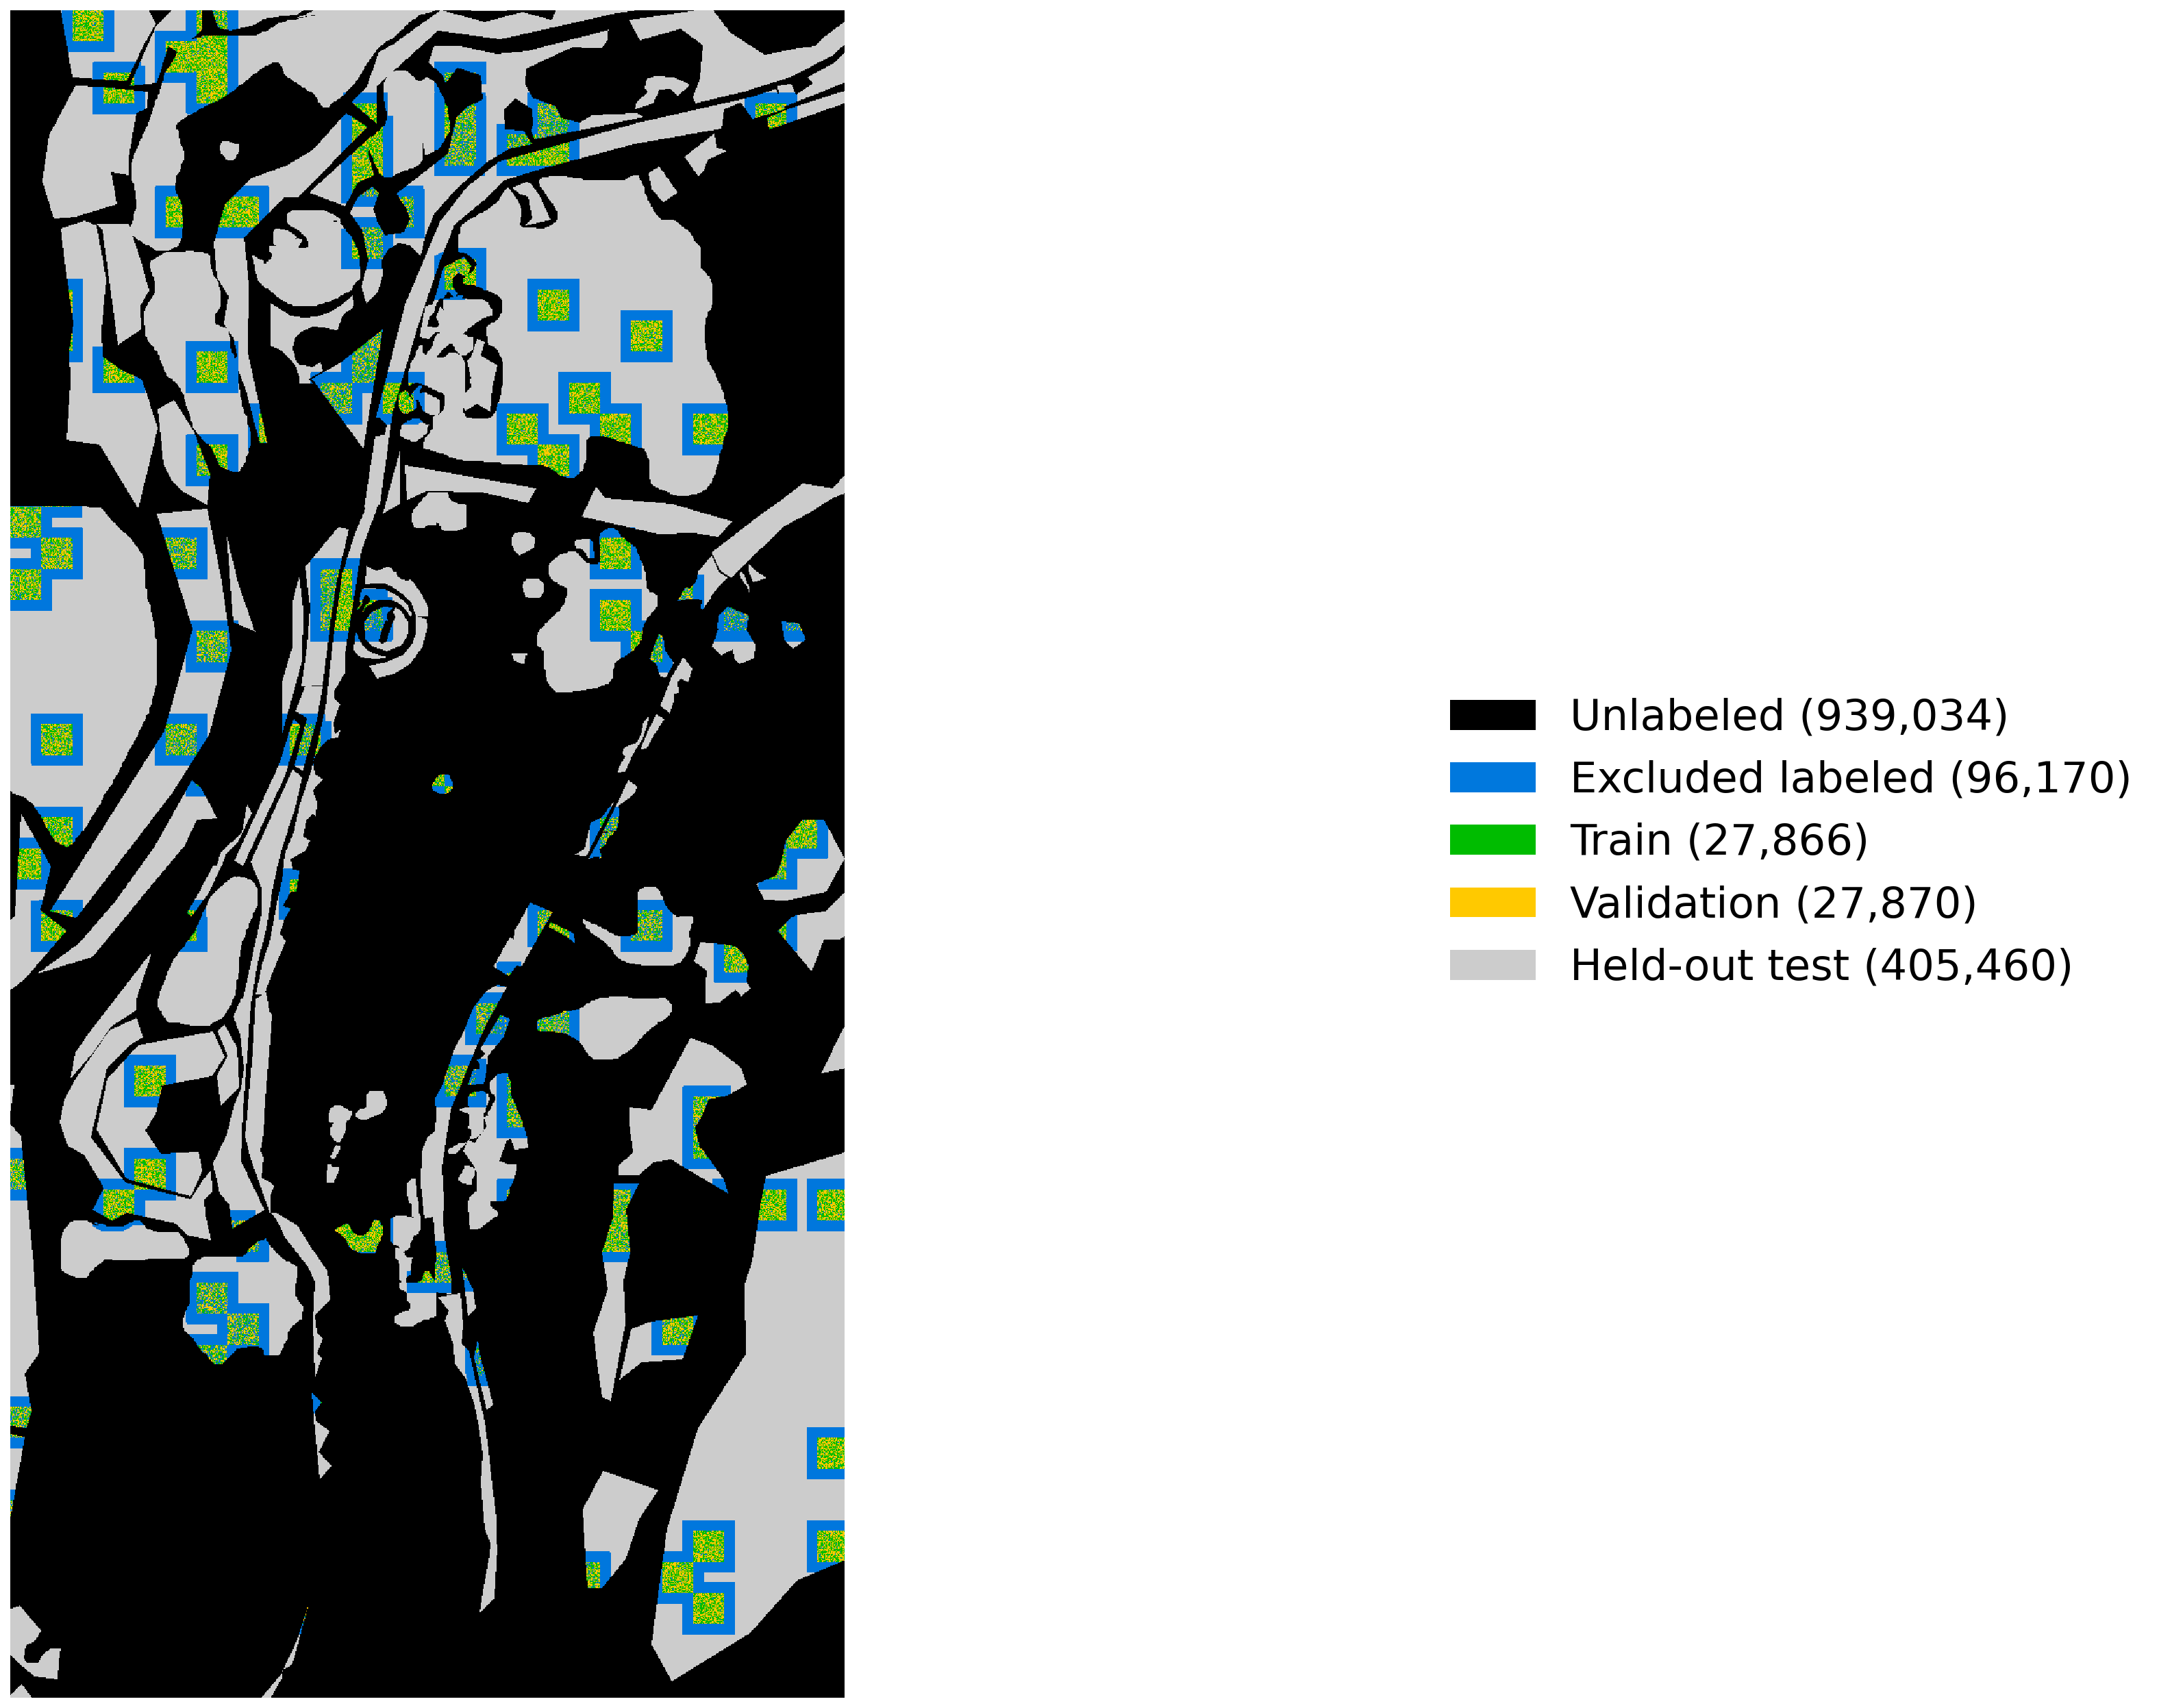 Unlabeled (939,034)
Excluded labeled (96,170)
Train (27,866)
Validation (27,870)
Held-out test (405,460)